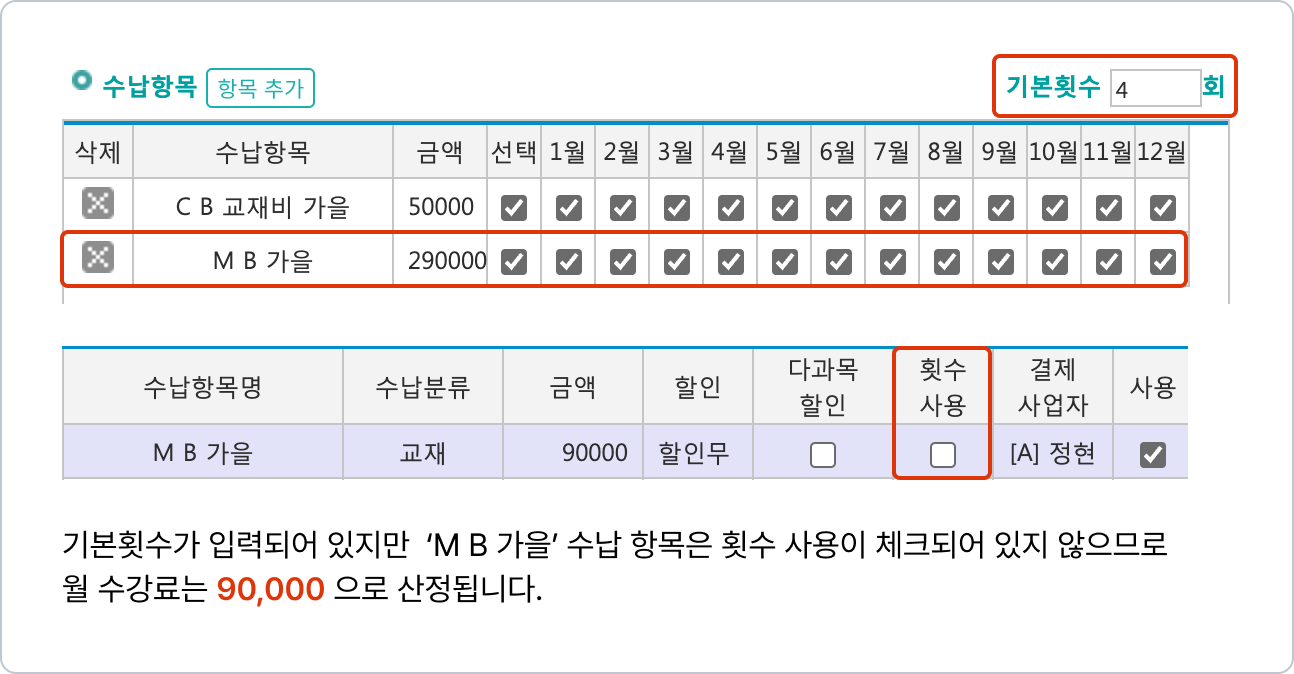 수납항목 항목 추가 기본횟수 4 회
삭제 수납항목 금액 선택 1월 2월 3월 4월 5월 6월 7월 8월 9월 10월 11월 12월
C B 교재비 가을 50000
M B 가을 290000
수납항목명 수납분류 금액 할인 다과목 할인 횟수 사용 결제 사업자 사용
M B 가을 교재 90000 할인무 [A] 정현
기본횟수가 입력되어 있지만 ‘M B 가을’ 수납 항목은 횟수 사용이 체크되어 있지 않으므로
월 수강료는 90,000 으로 산정됩니다.